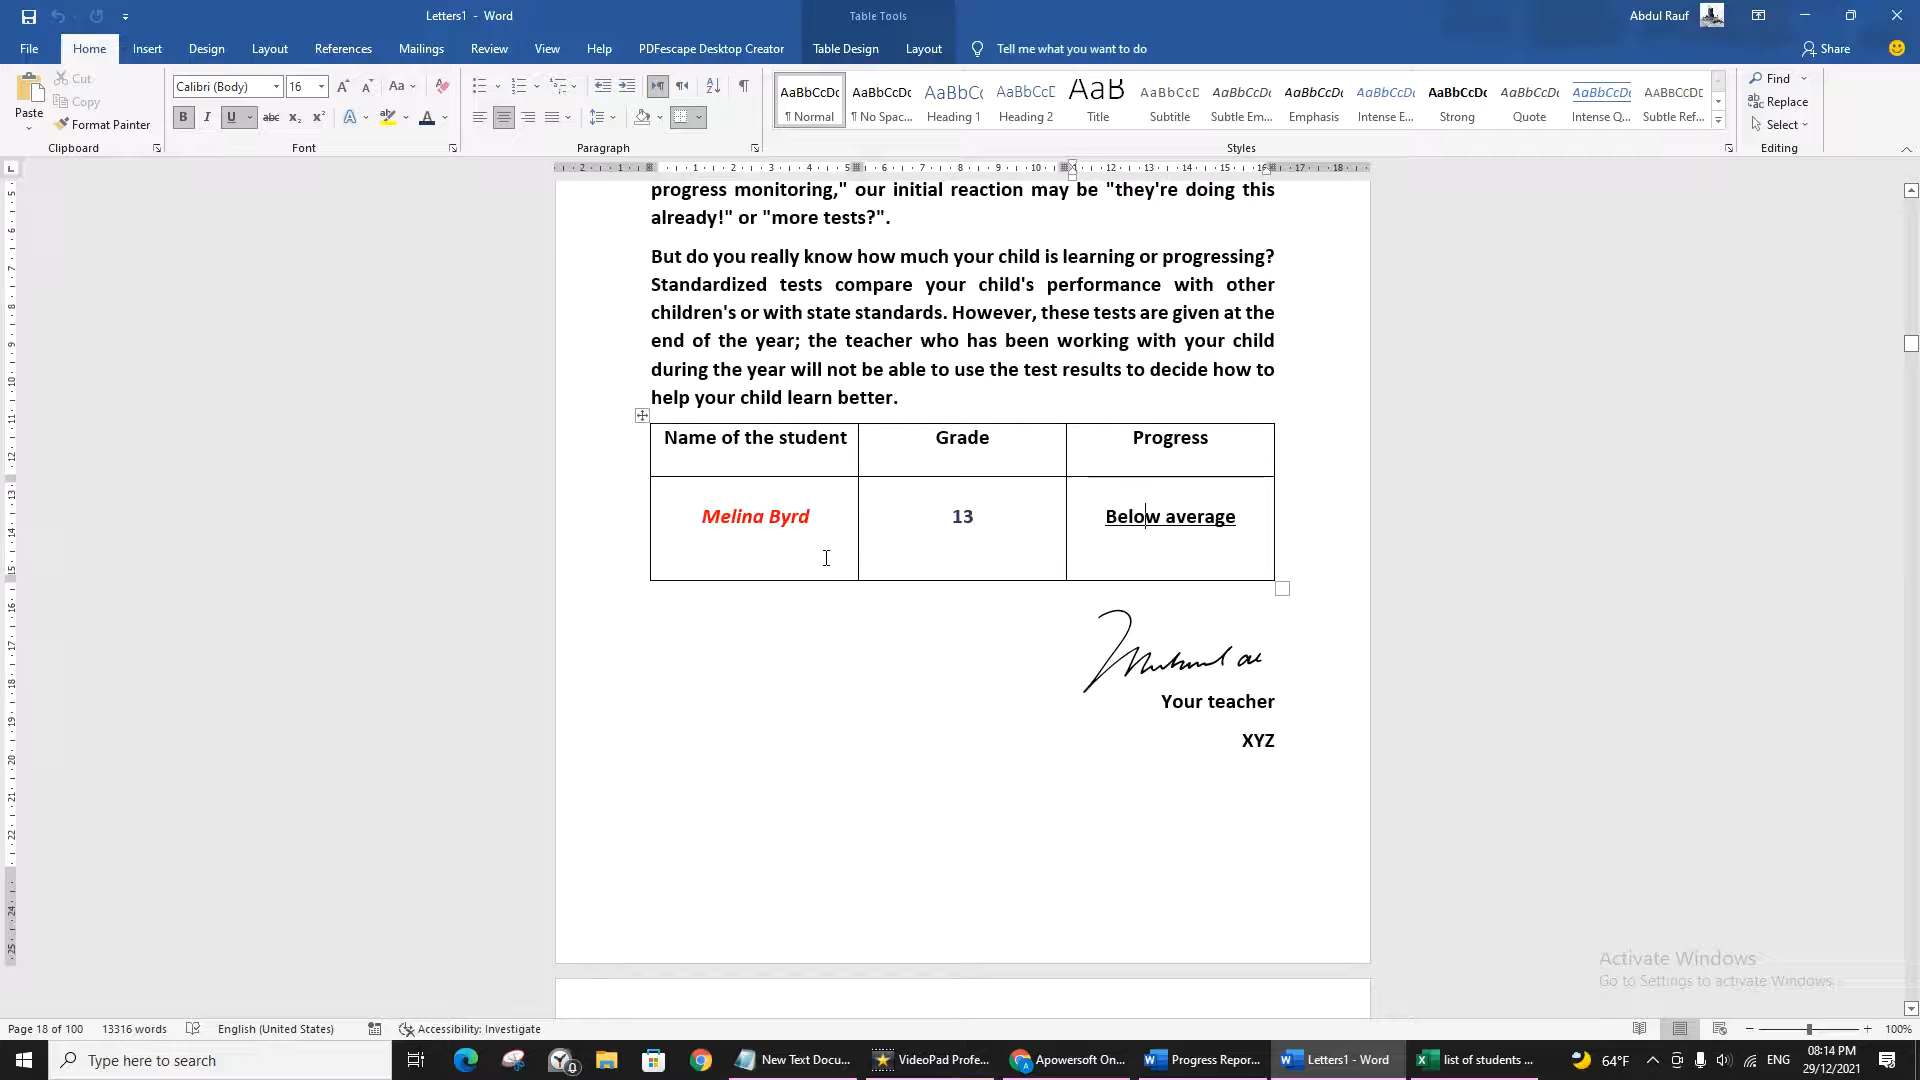 Letters1 - Word
Table Tools
Abdul Rauf
File
Home
Insert
Design
Layout
References
Mailings
Review
View
Help
PDFescape Desktop Creator
Table Design
Layout
Tell me what you want to do
Share
Paste
Cut
Copy
Format Painter
Clipboard
Calibri (Body)
16
Font
Paragraph
AaBbCcDc
¶ Normal
AaBbCcDc
¶ No Spac...
AaBbCc
Heading 1
AaBbCcD
Heading 2
AaB
Title
AaBbCcD
Subtitle
AaBbCcDc
Subtle Em...
AaBbCcDc
Emphasis
AaBbCcDc
Intense E...
AaBbCcDc
Strong
AaBbCcDc
Quote
AaBbCcDc
Intense Q...
AABBCCDE
Subtle Ref...
Styles
Find
Replace
Select
Editing
progress monitoring," our initial reaction may be "they're doing this
already!" or "more tests?".
But do you really know how much your child is learning or progressing?
Standardized tests compare your child's performance with other
children's or with state standards. However, these tests are given at the
end of the year; the teacher who has been working with your child
during the year will not be able to use the test results to decide how to
help your child learn better.
Name of the student
Grade
Progress
Melina Byrd
13
Below average
Your teacher
XYZ
Activate Windows
Go to Settings to activate Windows.
Page 18 of 100
13316 words
English (United States)
Accessibility: Investigate
100%
Type here to search
New Text Docu...
VideoPad Profe...
Apowersoft On...
Progress Repor...
Letters1 - Word
list of students ...
64°F
ENG
08:14 PM
29/12/2021